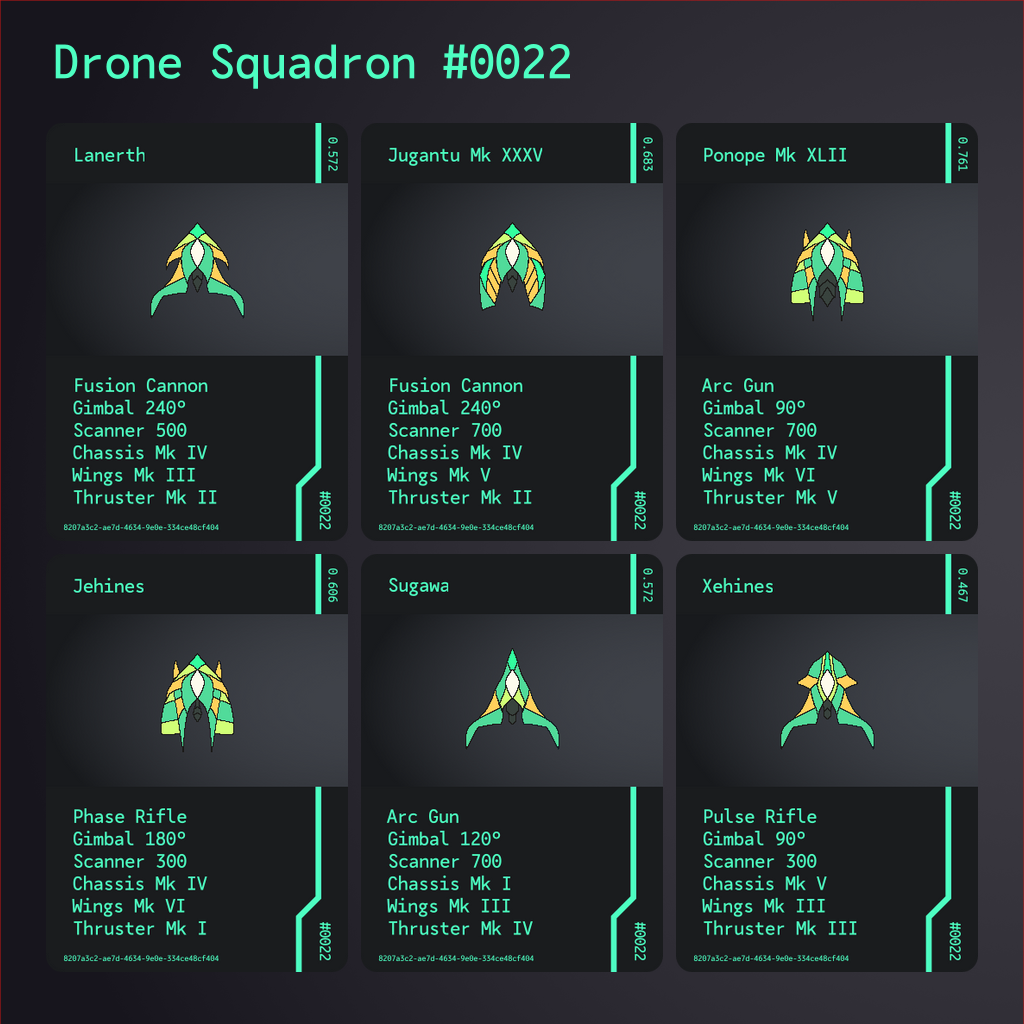 Drone Squadron #0022
Lanerth
0.572
Fusion Cannon
Gimbal 240º
Scanner 500
Chassis Mk IV
Wings Mk III
Thruster Mk II
#0022
8207a3c2-ae7d-4634-9e0e-334ce48cf404
Jugantu Mk XXXV
0.683
Fusion Cannon
Gimbal 240º
Scanner 700
Chassis Mk IV
Wings Mk V
Thruster Mk II
#0022
8207a3c2-ae7d-4634-9e0e-334ce48cf404
Ponope Mk XLII
0.761
Arc Gun
Gimbal 90º
Scanner 700
Chassis Mk IV
Wings Mk VI
Thruster Mk V
#0022
8207a3c2-ae7d-4634-9e0e-334ce48cf404
Jehines
0.606
Phase Rifle
Gimbal 180º
Scanner 300
Chassis Mk IV
Wings Mk VI
Thruster Mk I
#0022
8207a3c2-ae7d-4634-9e0e-334ce48cf404
Sugawa
0.572
Arc Gun
Gimbal 120º
Scanner 700
Chassis Mk I
Wings Mk III
Thruster Mk IV
#0022
8207a3c2-ae7d-4634-9e0e-334ce48cf404
Xehines
0.467
Pulse Rifle
Gimbal 90º
Scanner 300
Chassis Mk V
Wings Mk III
Thruster Mk III
#0022
8207a3c2-ae7d-4634-9e0e-334ce48cf404